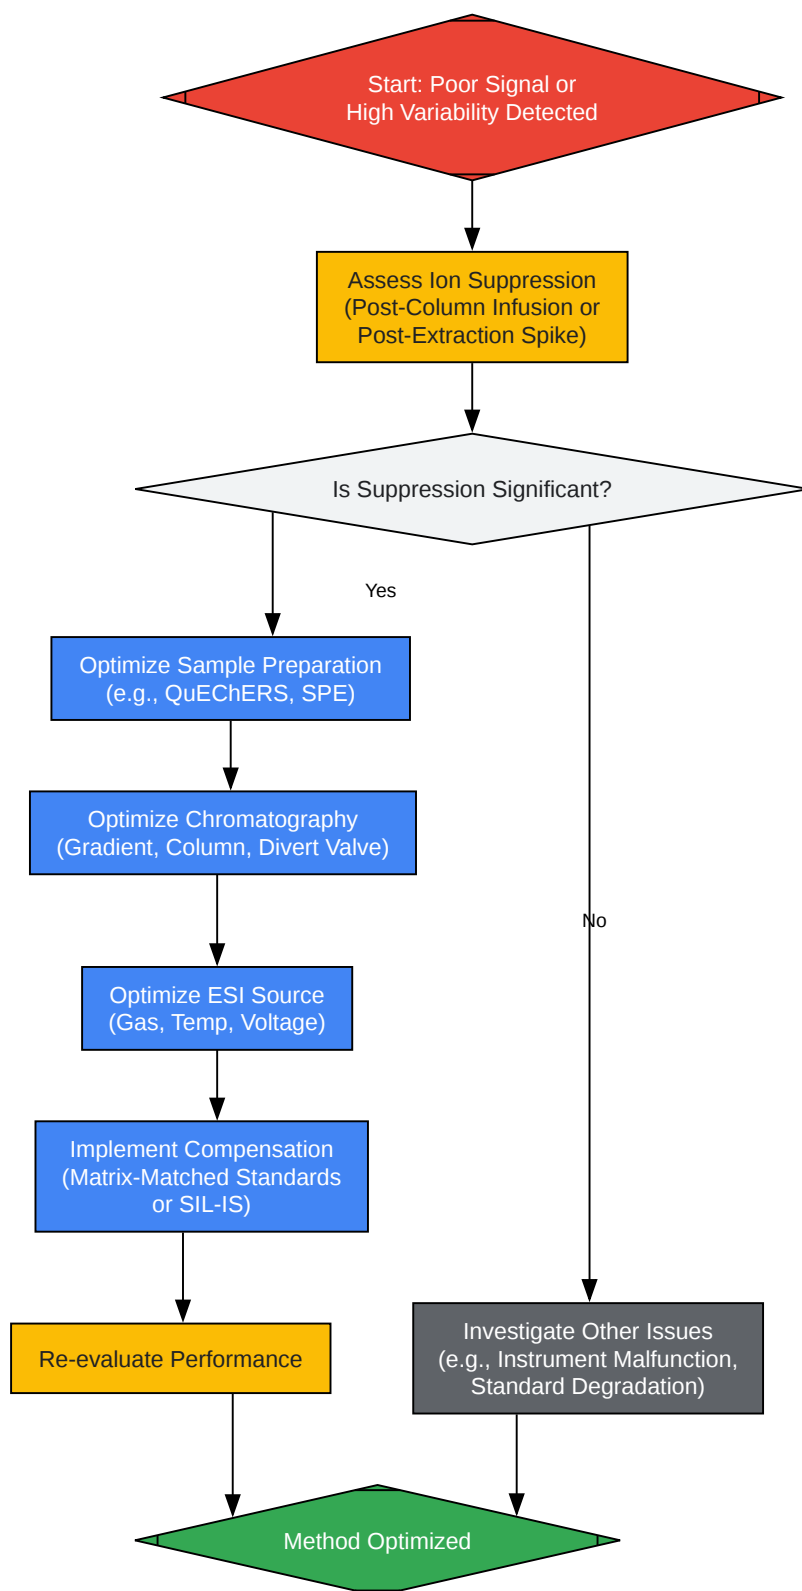 Start: Poor Signal or
High Variability Detected
Assess Ion Suppression
(Post-Column Infusion or
Post-Extraction Spike)
Is Suppression Significant?
Yes
Optimize Sample Preparation
(e.g., QuEChERS, SPE)
Optimize Chromatography
(Gradient, Column, Divert Valve)
No
Optimize ESI Source
(Gas, Temp, Voltage)
Implement Compensation
(Matrix-Matched Standards
or SIL-IS)
Re-evaluate Performance
Investigate Other Issues
(e.g., Instrument Malfunction,
Standard Degradation)
Method Optimized